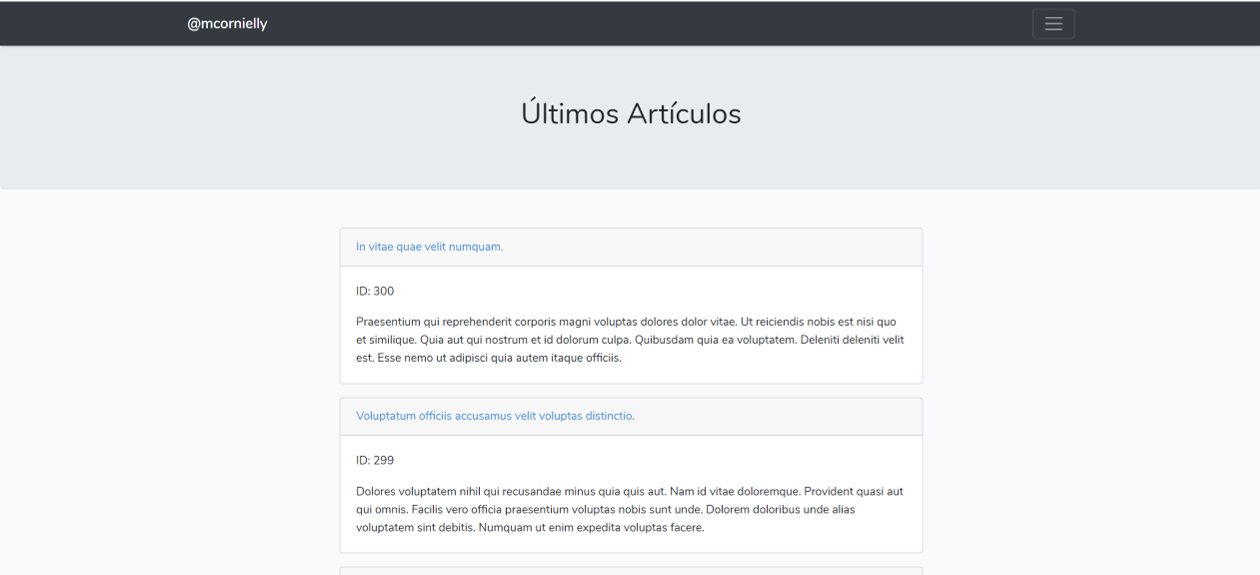 @mcornielly
Últimos Artículos
In vitae quae velit numquam.
ID: 300
Praesentium qui reprehenderit corporis magni voluptas dolores dolor vitae. Ut reiciendis nobis est nisi quo
et similique. Quia aut qui nostrum et id dolorum culpa. Quibusdam quia ea voluptatem. Deleniti deleniti velit
est. Esse nemo ut adipisci quia autem itaque officiis.
Voluptatum officiis accusamus velit voluptas distinctio.
ID: 299
Dolores voluptatem nihil qui recusandae minus quia quis aut. Nam id vitae doloremque. Provident quasi aut
qui omnis. Facilis vero officia praesentium voluptas nobis sunt unde. Dolorem doloribus unde alias
voluptatem sint debitis. Numquam ut enim expedita voluptas facere.